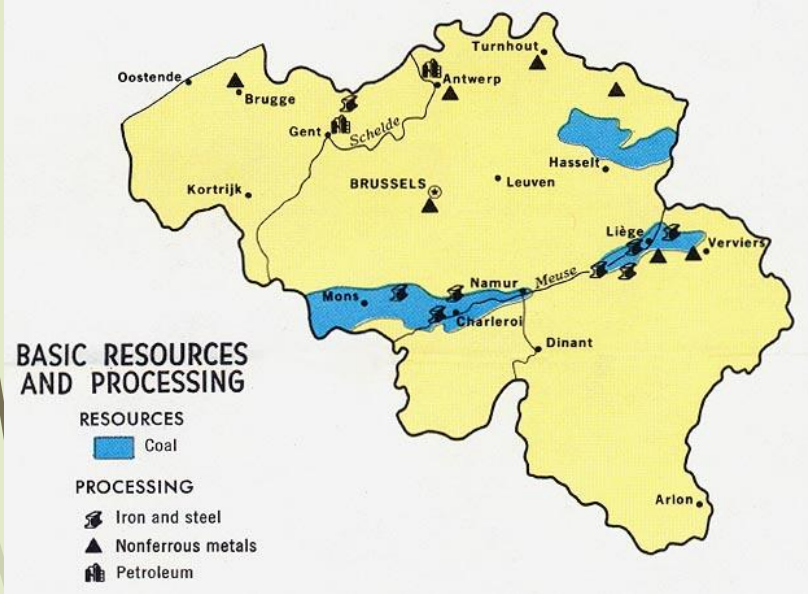 Turnhout
Oostende
Antwerp
Brugge
Gent
Schelde
Hasselt
BRUSSELS
Leuven
Kortrijk
Liège
Verviers
Meuse
Namur
Mons
Charleroi
Dinant
BASIC RESOURCES
AND PROCESSING
RESOURCES
Coal
PROCESSING
Iron and steel
Nonferrous metals
Petroleum
Arlon